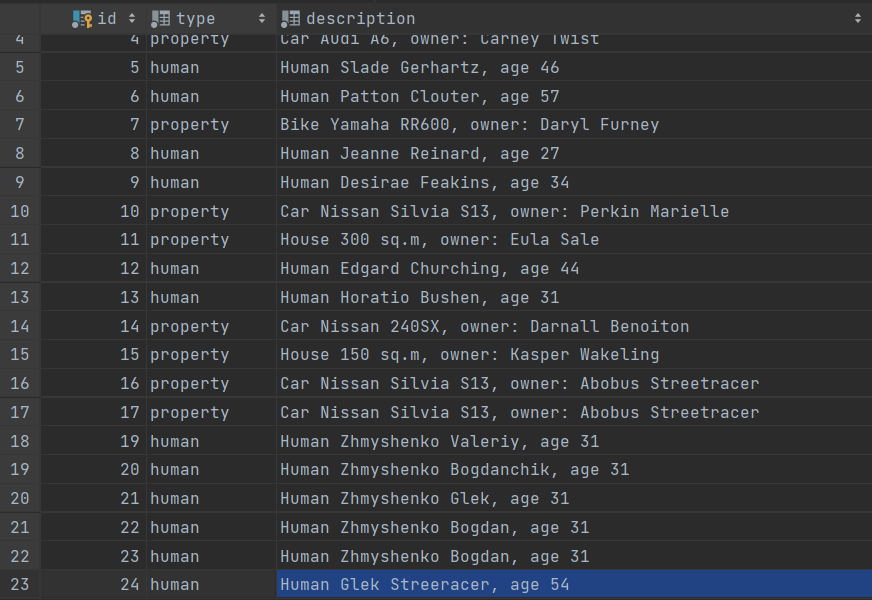 id type description
4 4 property Car Audi A6, owner: Carney Twist
5 5 human Human Slade Gerhartz, age 46
6 6 human Human Patton Clouter, age 57
7 7 property Bike Yamaha RR600, owner: Daryl Furney
8 8 human Human Jeanne Reinard, age 27
9 9 human Human Desirae Feakins, age 34
10 10 property Car Nissan Silvia S13, owner: Perkin Marielle
11 11 property House 300 sq.m, owner: Eula Sale
12 12 human Human Edgard Churching, age 44
13 13 human Human Horatio Bushen, age 31
14 14 property Car Nissan 240SX, owner: Darnall Benoiton
15 15 property House 150 sq.m, owner: Kasper Wakeling
16 16 property Car Nissan Silvia S13, owner: Abobus Streetracer
17 17 property Car Nissan Silvia S13, owner: Abobus Streetracer
18 19 human Human Zhmyshenko Valeriy, age 31
19 20 human Human Zhmyshenko Bogdanchik, age 31
20 21 human Human Zhmyshenko Glek, age 31
21 22 human Human Zhmyshenko Bogdan, age 31
22 23 human Human Zhmyshenko Bogdan, age 31
23 24 human Human Glek Streeracer, age 54